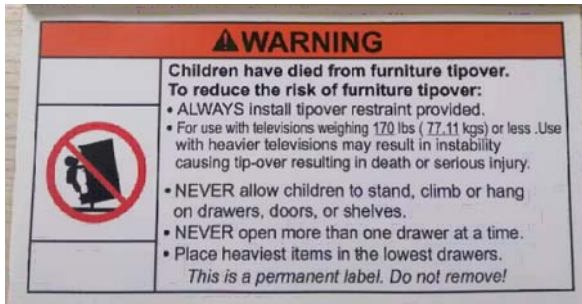 WARNING
Children have died from furniture tipover.
To reduce the risk of furniture tipover:
• ALWAYS install tipover restraint provided.
• For use with televisions weighing 170 lbs ( 77.11 kgs) or less .Use
with heavier televisions may result in instability
causing tip-over resulting in death or serious injury.
• NEVER allow children to stand, climb or hang
on drawers, doors, or shelves.
• NEVER open more than one drawer at a time.
• Place heaviest items in the lowest drawers.
This is a permanent label. Do not remove!